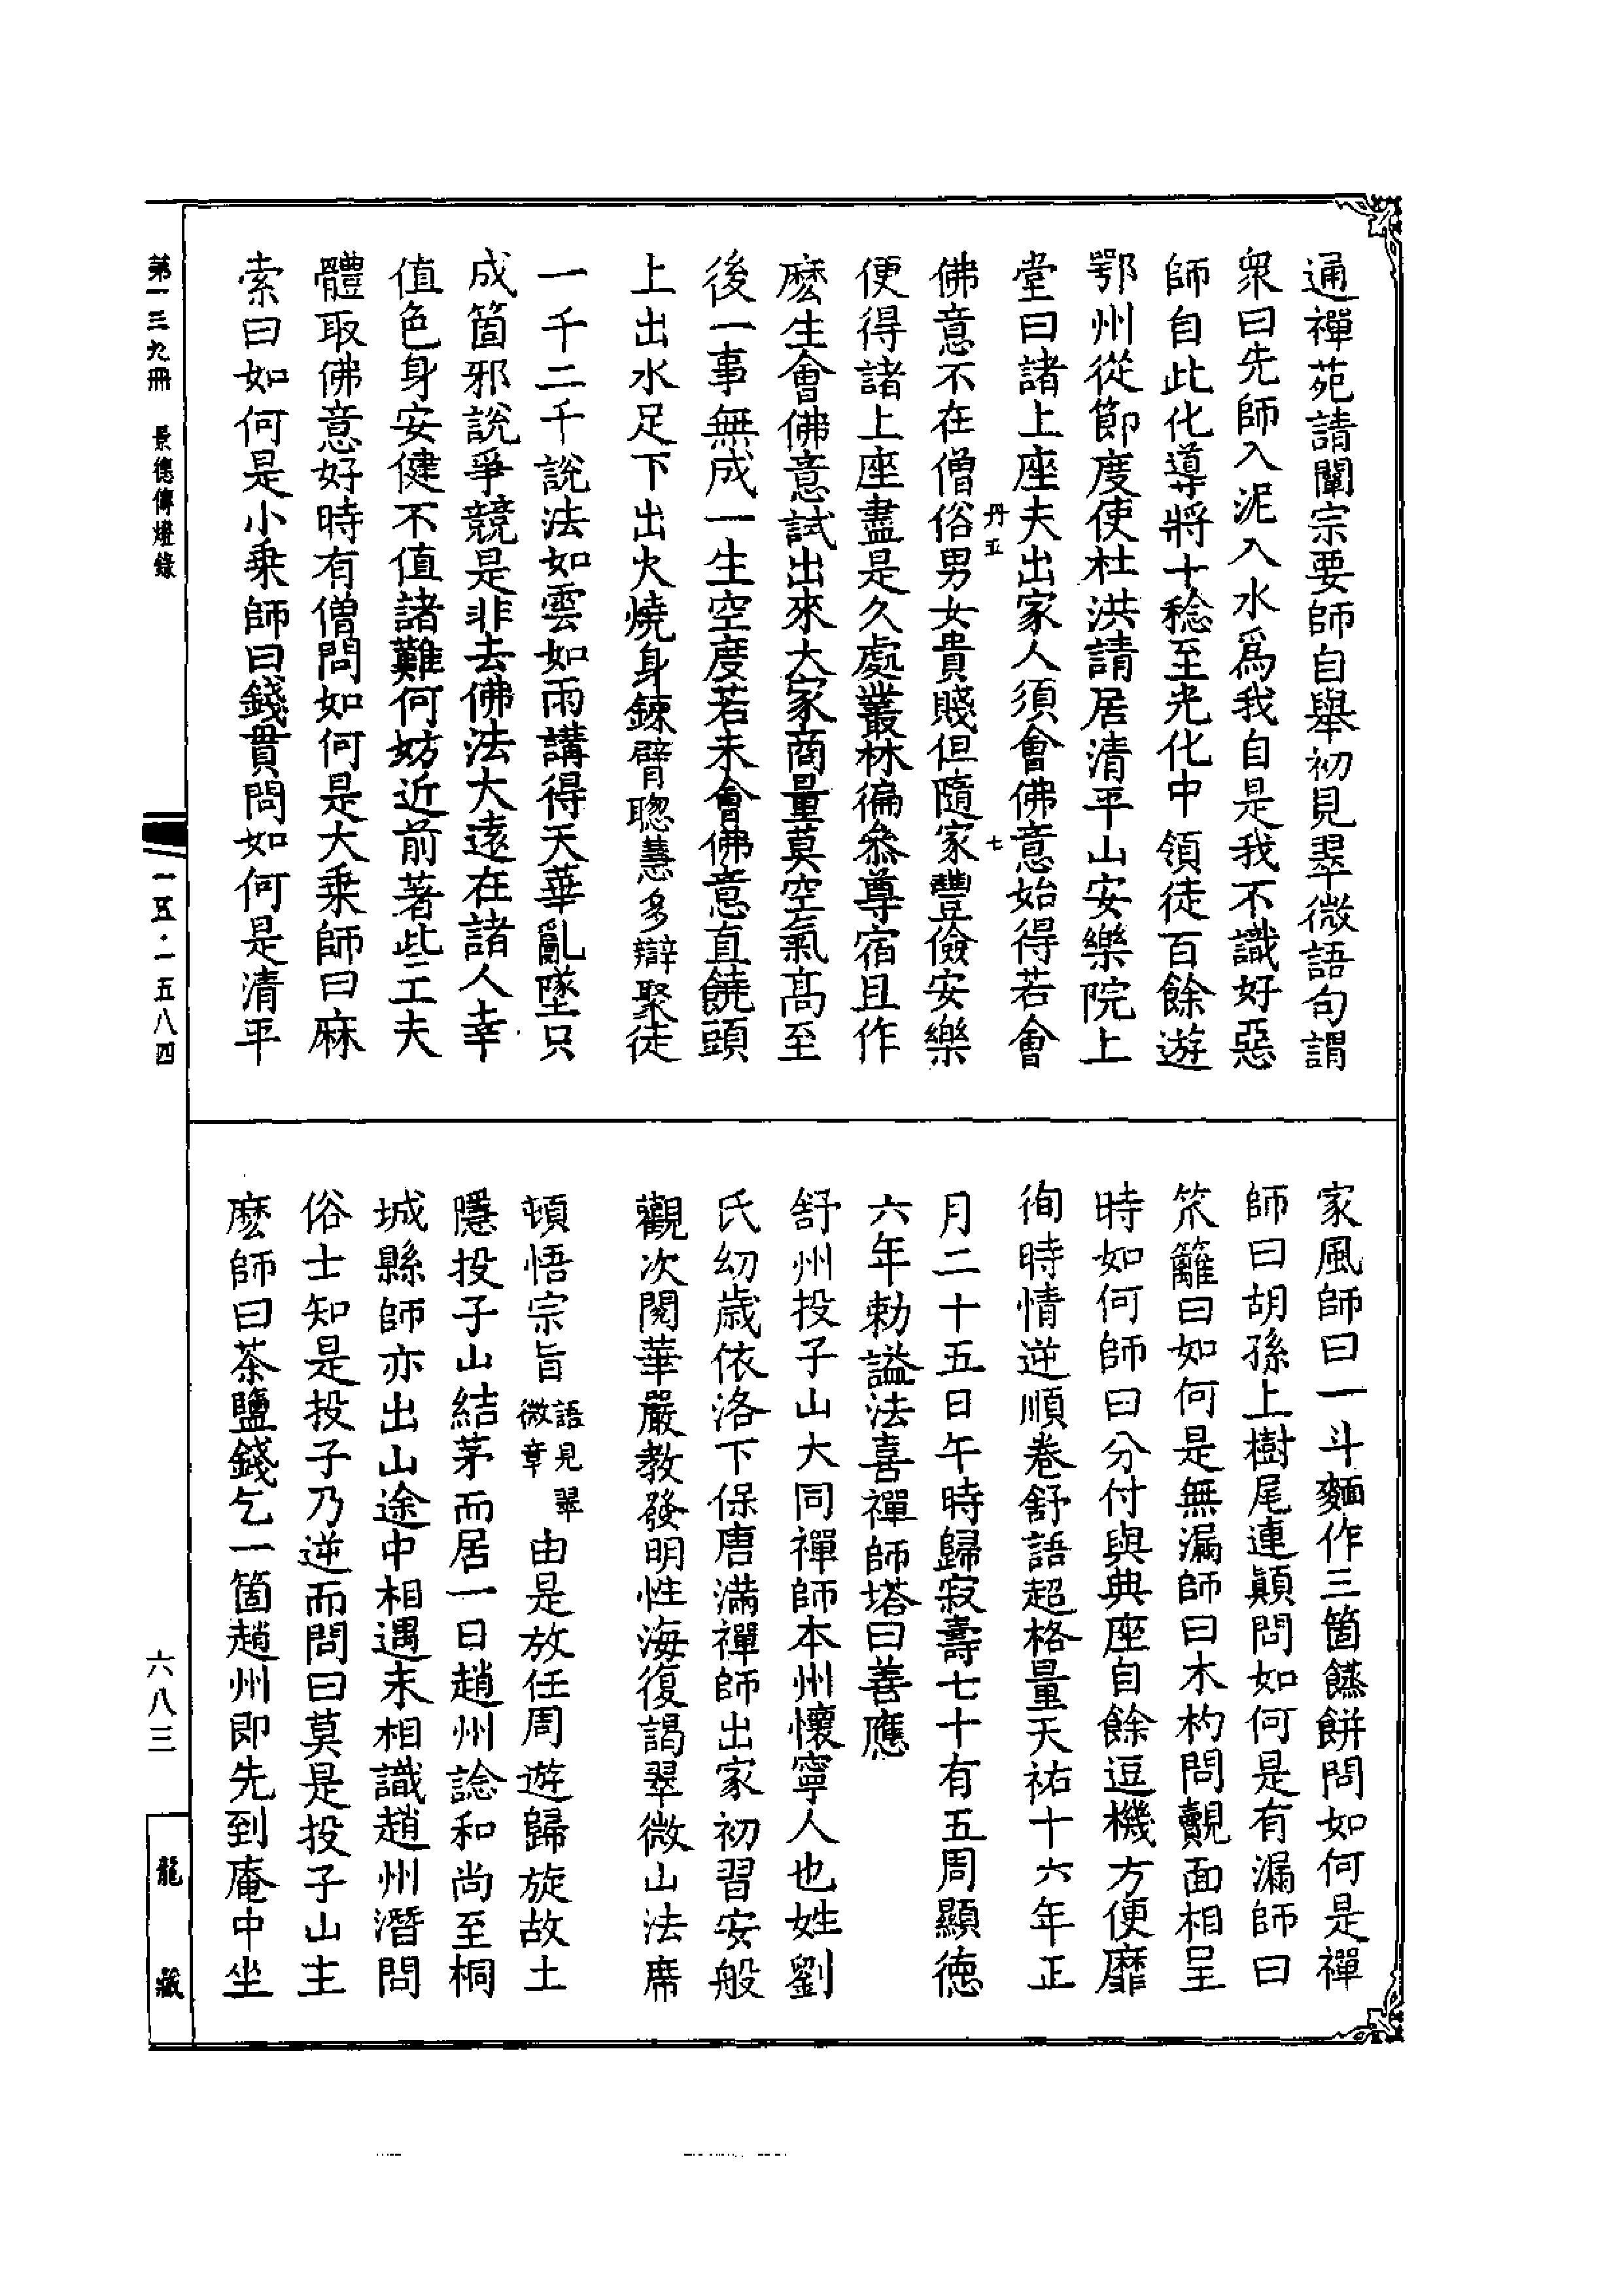 通禪苑請闡宗要師自舉初見翠微語句謂
衆曰先師入泥入水爲我自是我不識好惡
師自此化導將十稔至光化中領徒百餘遊
鄂州從節度使杜洪請居清平山安樂院上
堂曰諸上座夫出家人須會佛意始得若會
丹五
七
佛意不在僧俗男女貴賤但隨家豐儉安樂
便得諸上座盡是久處叢林徧參尊宿且作
麽生會佛意試出來大家商量莫空氣高至
後一事無成一生空度若未會佛意直饒頭
上出水足下出火燒身鍊臂聰慧多辯聚徒
一千二千說法如雲如雨講得天華亂墜只
成箇邪說爭競是非去佛法大遠在諸人幸
值色身安健不值諸難何妨近前著些工夫
體取佛意好時有僧問如何是大乘師曰麻
索曰如何是小乘師曰錢貫問如何是清平
家風師曰一斗麵作三箇䭔餅問如何是禪
師曰胡孫上樹尾連顛問如何是有漏師曰
笊籬曰如何是無漏師曰木杓問覿面相呈
時如何師曰分付與典座自餘逗機方便靡
徇時情逆順卷舒語超格量天祐十六年正
月二十五日午時歸寂壽七十有五周顯德
六年勅謚法喜禪師塔曰善應
舒州投子山大同禪師本州懷寧人也姓劉
氏幼歲依洛下保唐滿禪師出家初習安般
觀次閱華嚴教發明性海復謁翠微山法席
頓悟宗旨語見翠微章由是放任周遊歸旋故土
隱投子山結茅而居一日趙州諗和尚至桐
城縣師亦出山途中相遇未相識趙州潛問
俗士知是投子乃逆而問曰莫是投子山主
麽師曰茶鹽錢乞一箇趙州即先到庵中坐
第一三九冊 景德傳燈錄
一五·一五八四
六八三
龍藏